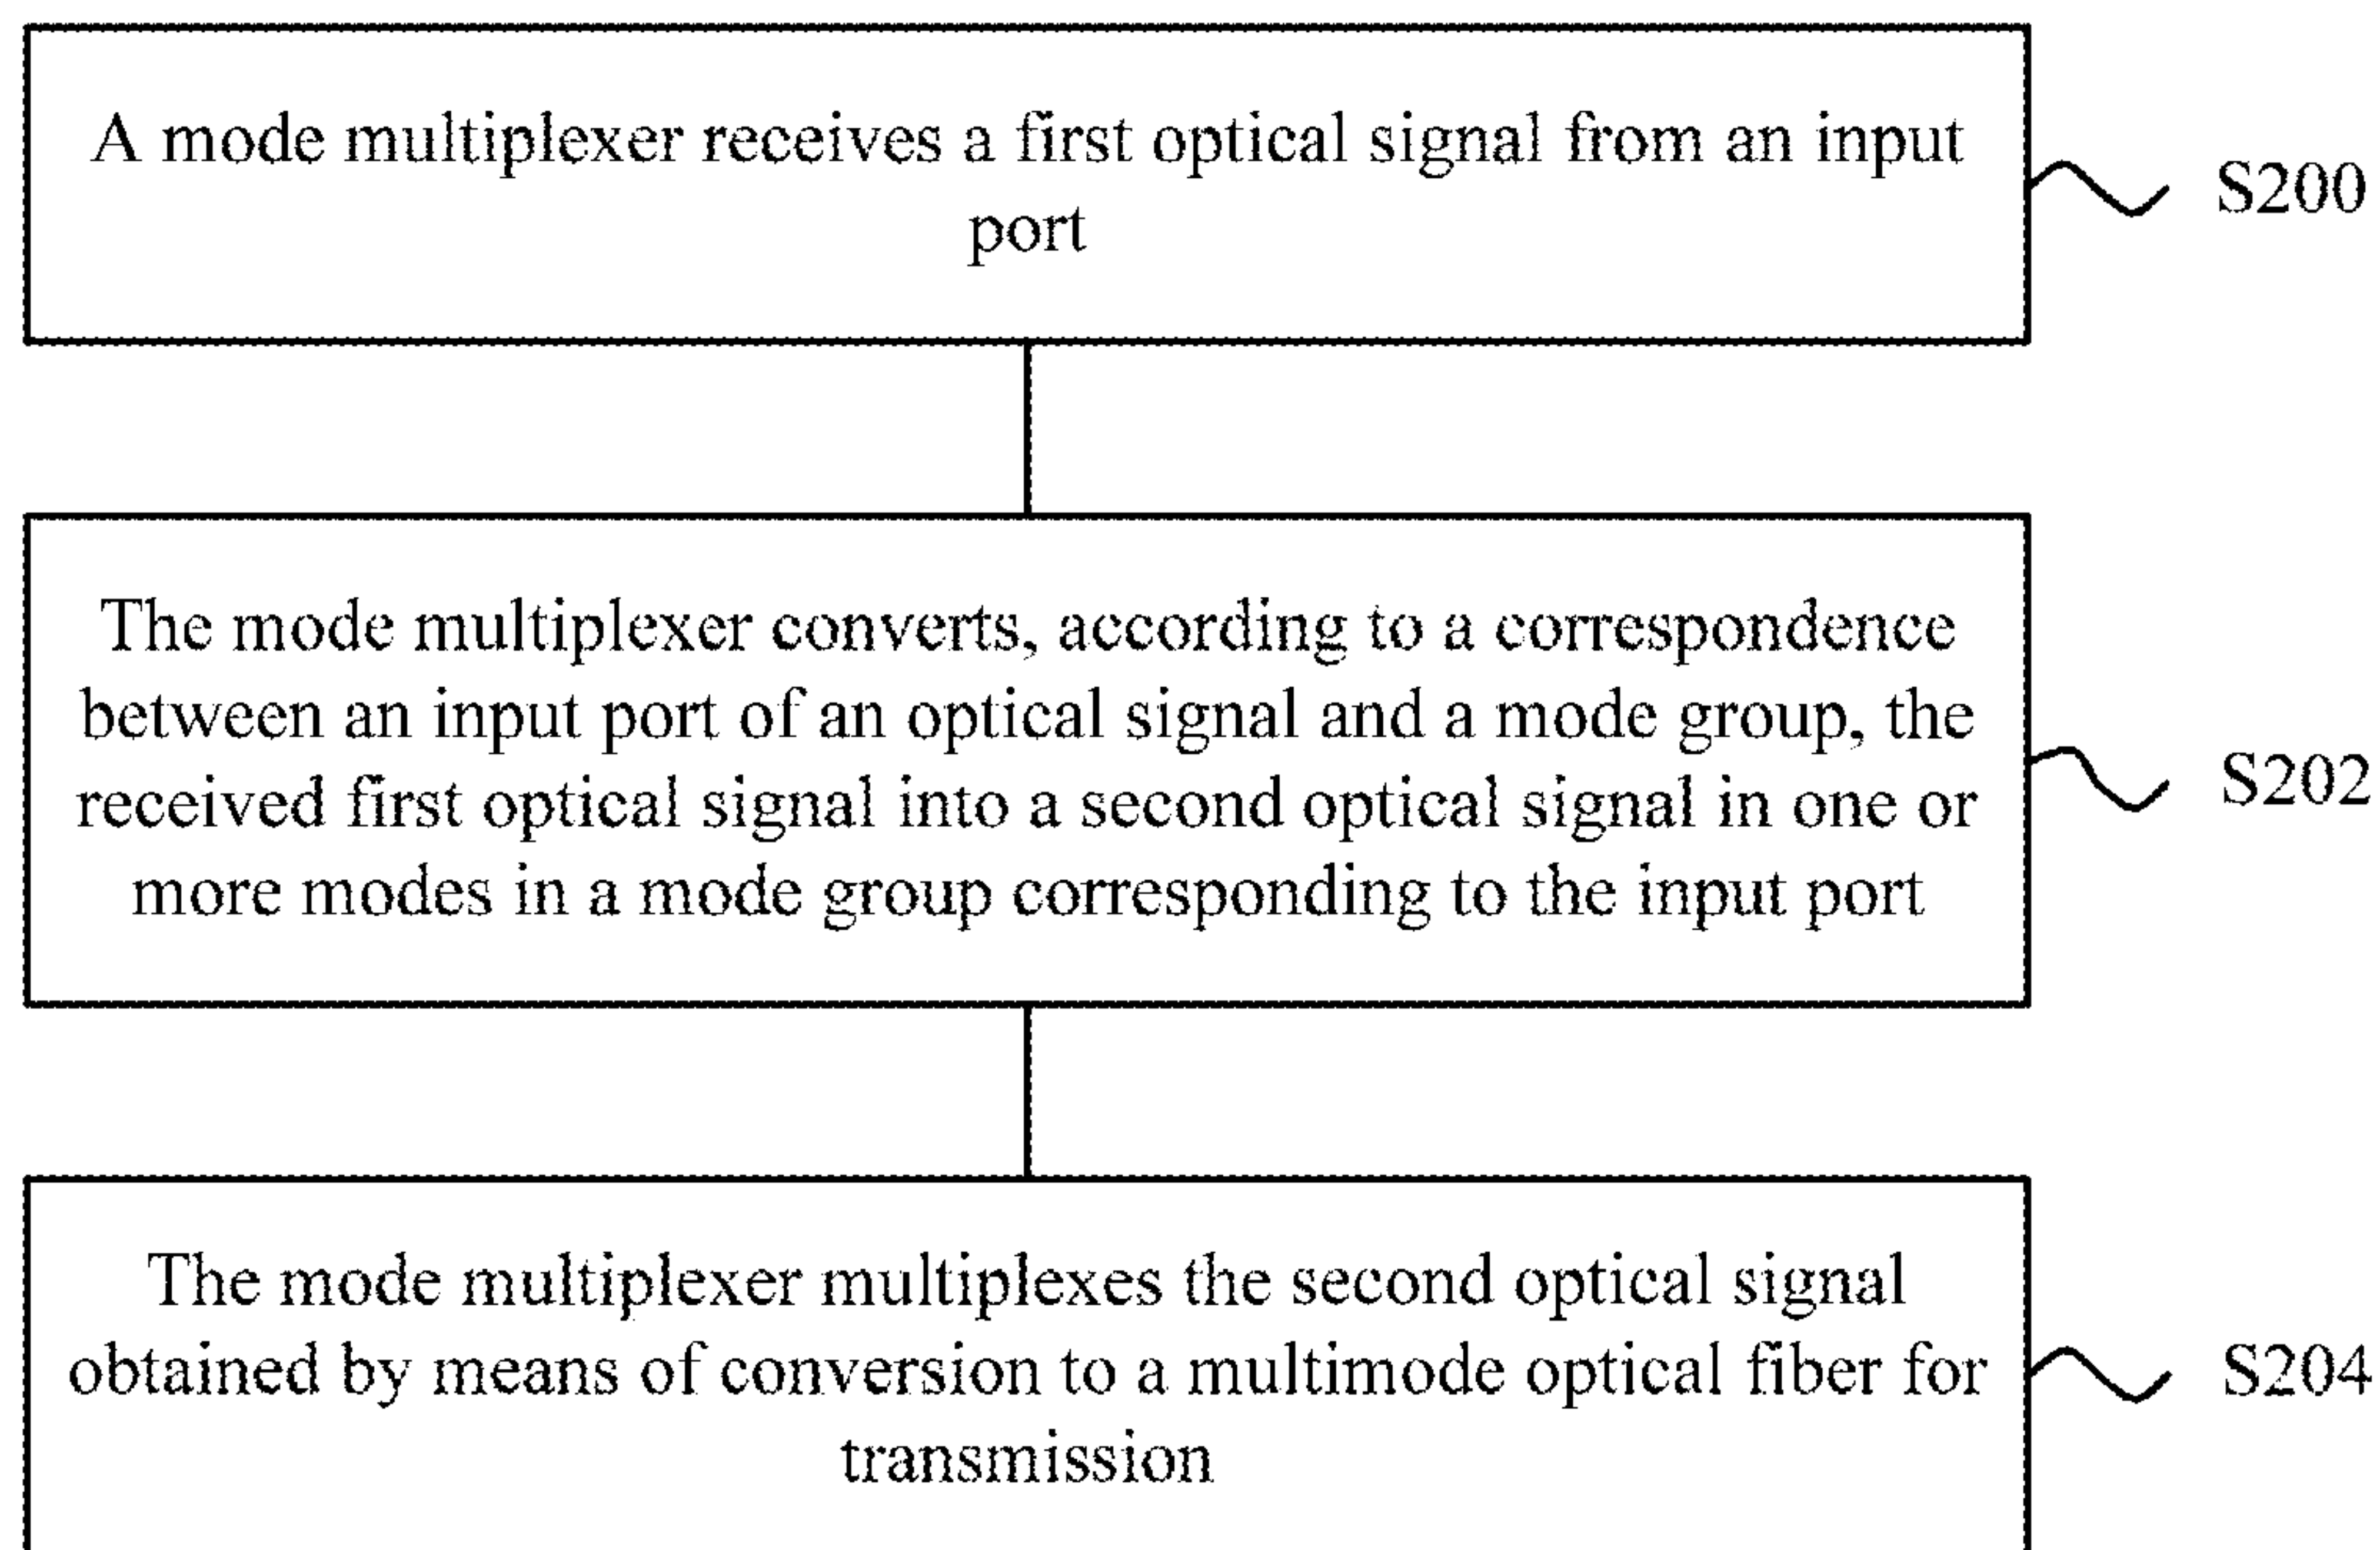 A mode multiplexer receives a first optical signal from an input
port
S200
The mode multiplexer converts, according to a correspondence
between an input port of an optical signal and a mode group, the
received first optical signal into a second optical signal in one or
more modes in a mode group corresponding to the input port
S202
The mode multiplexer multiplexes the second optical signal
obtained by means of conversion to a multimode optical fiber for
transmission
S204